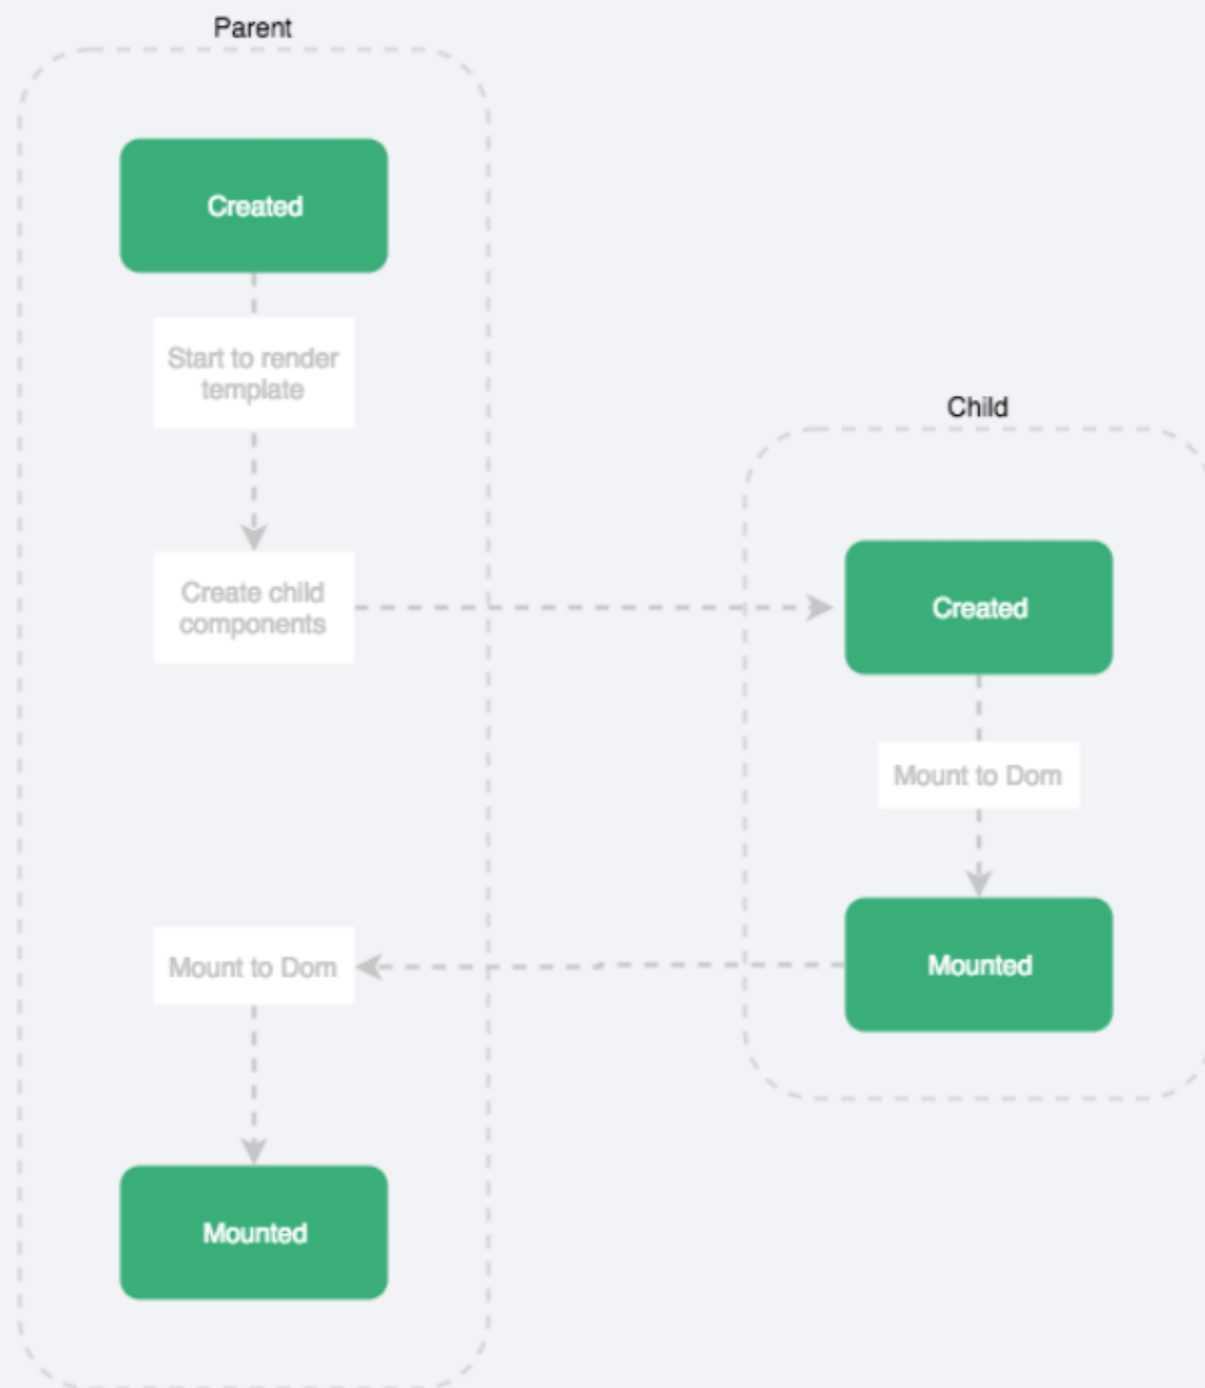 Parent
Created
Start to render
template
Create child
components
Mount to Dom
Mounted
Child
Created
Mount to Dom
Mounted